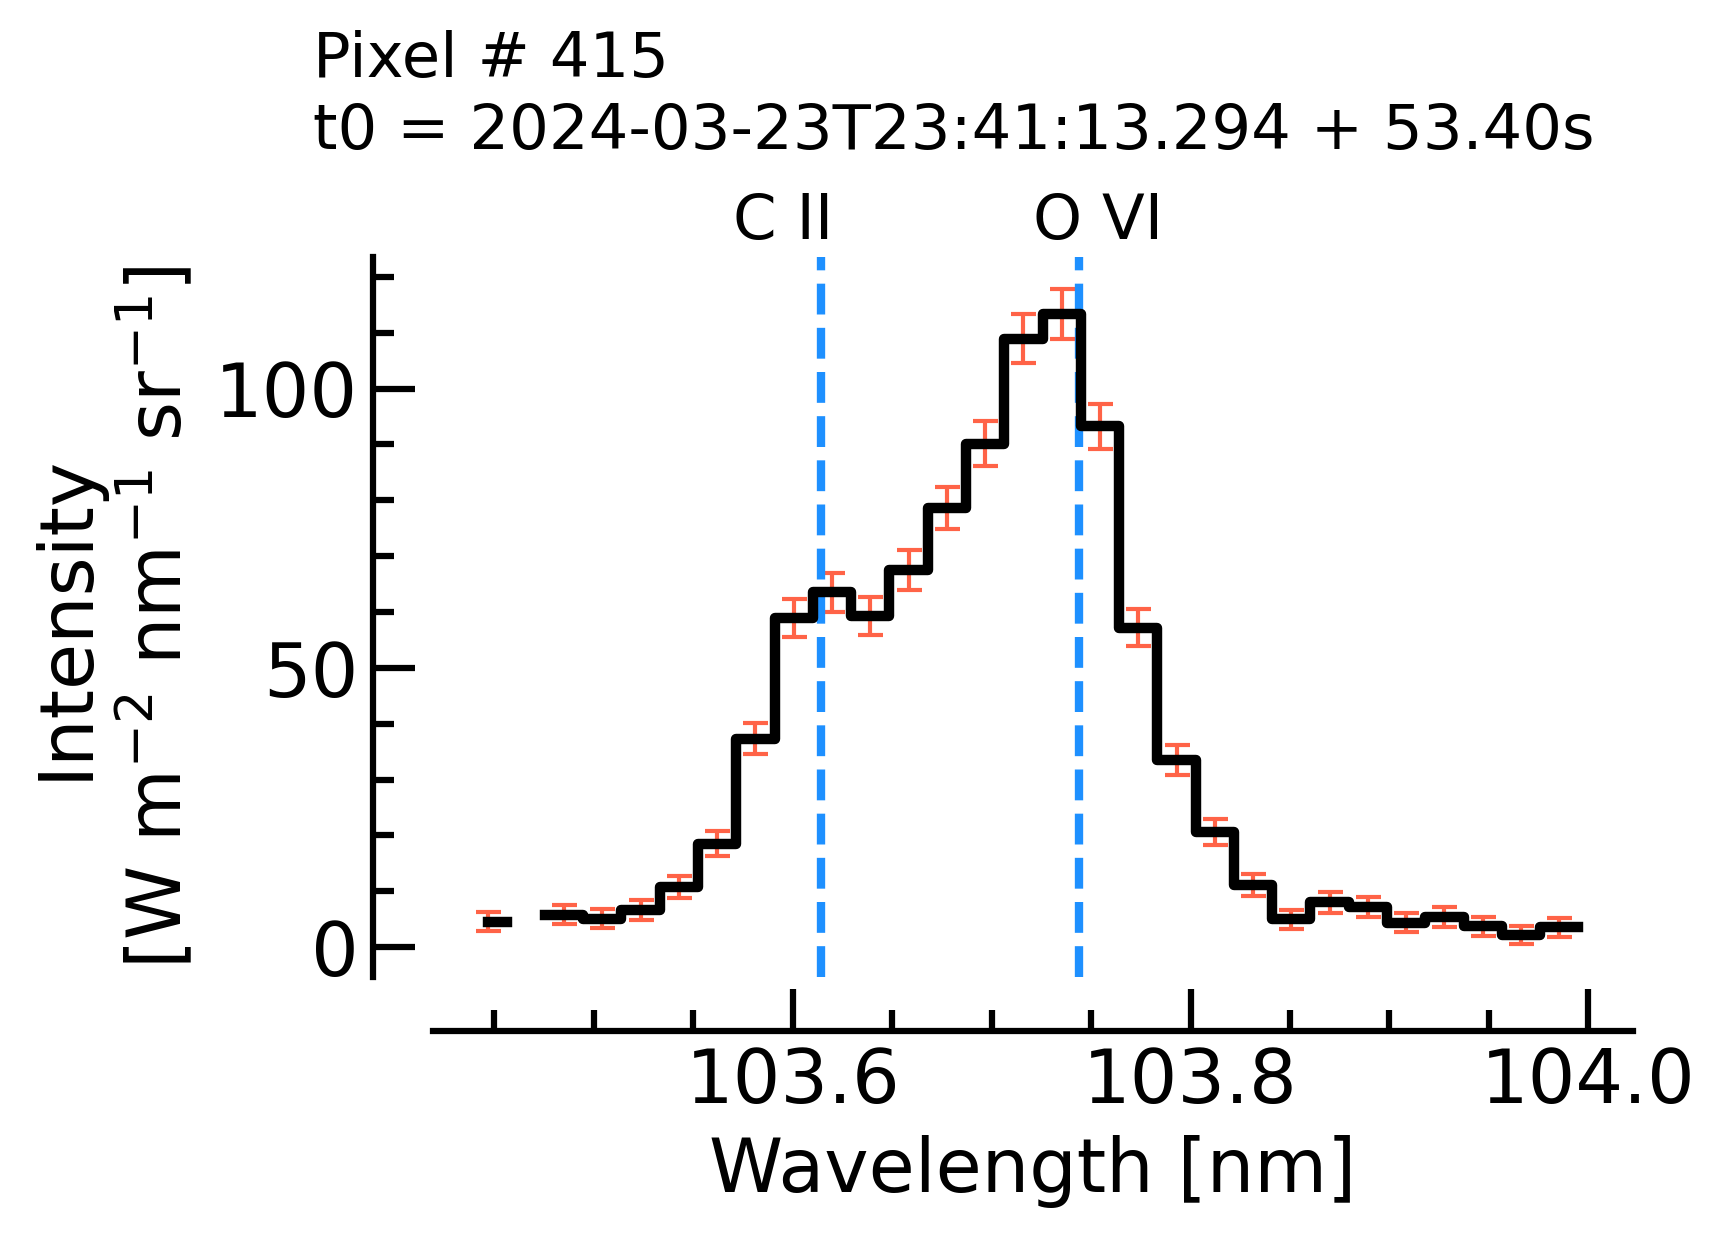 Pixel # 415
t0 = 2024-03-23T23:41:13.294 + 53.40s
C II O VI
Intensity
[W m⁻² nm⁻¹ sr⁻¹]
100
50
0
103.6 103.8 104.0
Wavelength [nm]